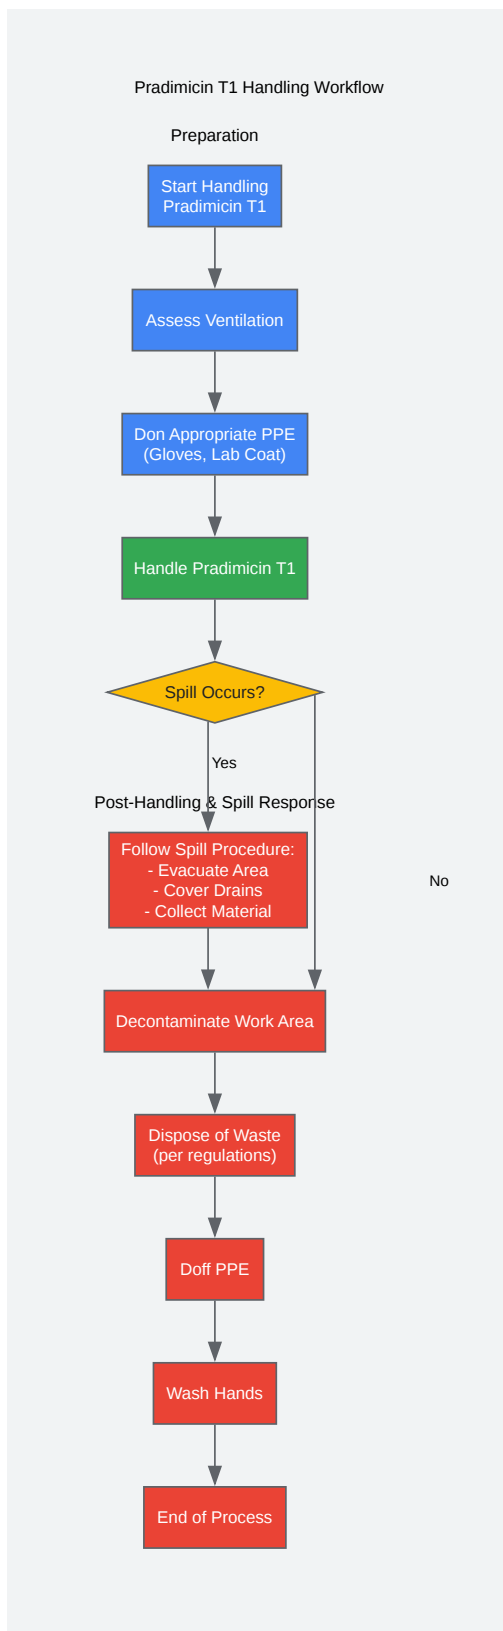 Pradimicin T1 Handling Workflow
Preparation
Start Handling
Pradimicin T1
Assess Ventilation
Don Appropriate PPE
(Gloves, Lab Coat)
Handle Pradimicin T1
Spill Occurs?
Yes
Post-Handling & Spill Response
Follow Spill Procedure:
- Evacuate Area
- Cover Drains
- Collect Material
No
Decontaminate Work Area
Dispose of Waste
(per regulations)
Doff PPE
Wash Hands
End of Process